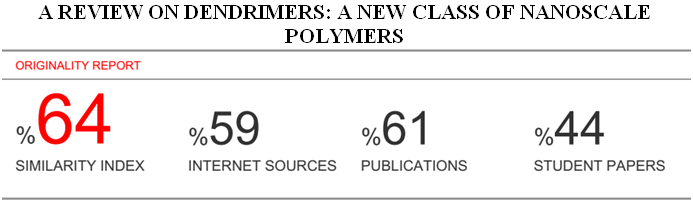 A REVIEW ON DENDRIMERS: A NEW CLASS OF NANOSCALE
POLYMERS
ORIGINALITY REPORT
%64 %59 %61 %44
SIMILARITY INDEX INTERNET SOURCES PUBLICATIONS STUDENT PAPERS